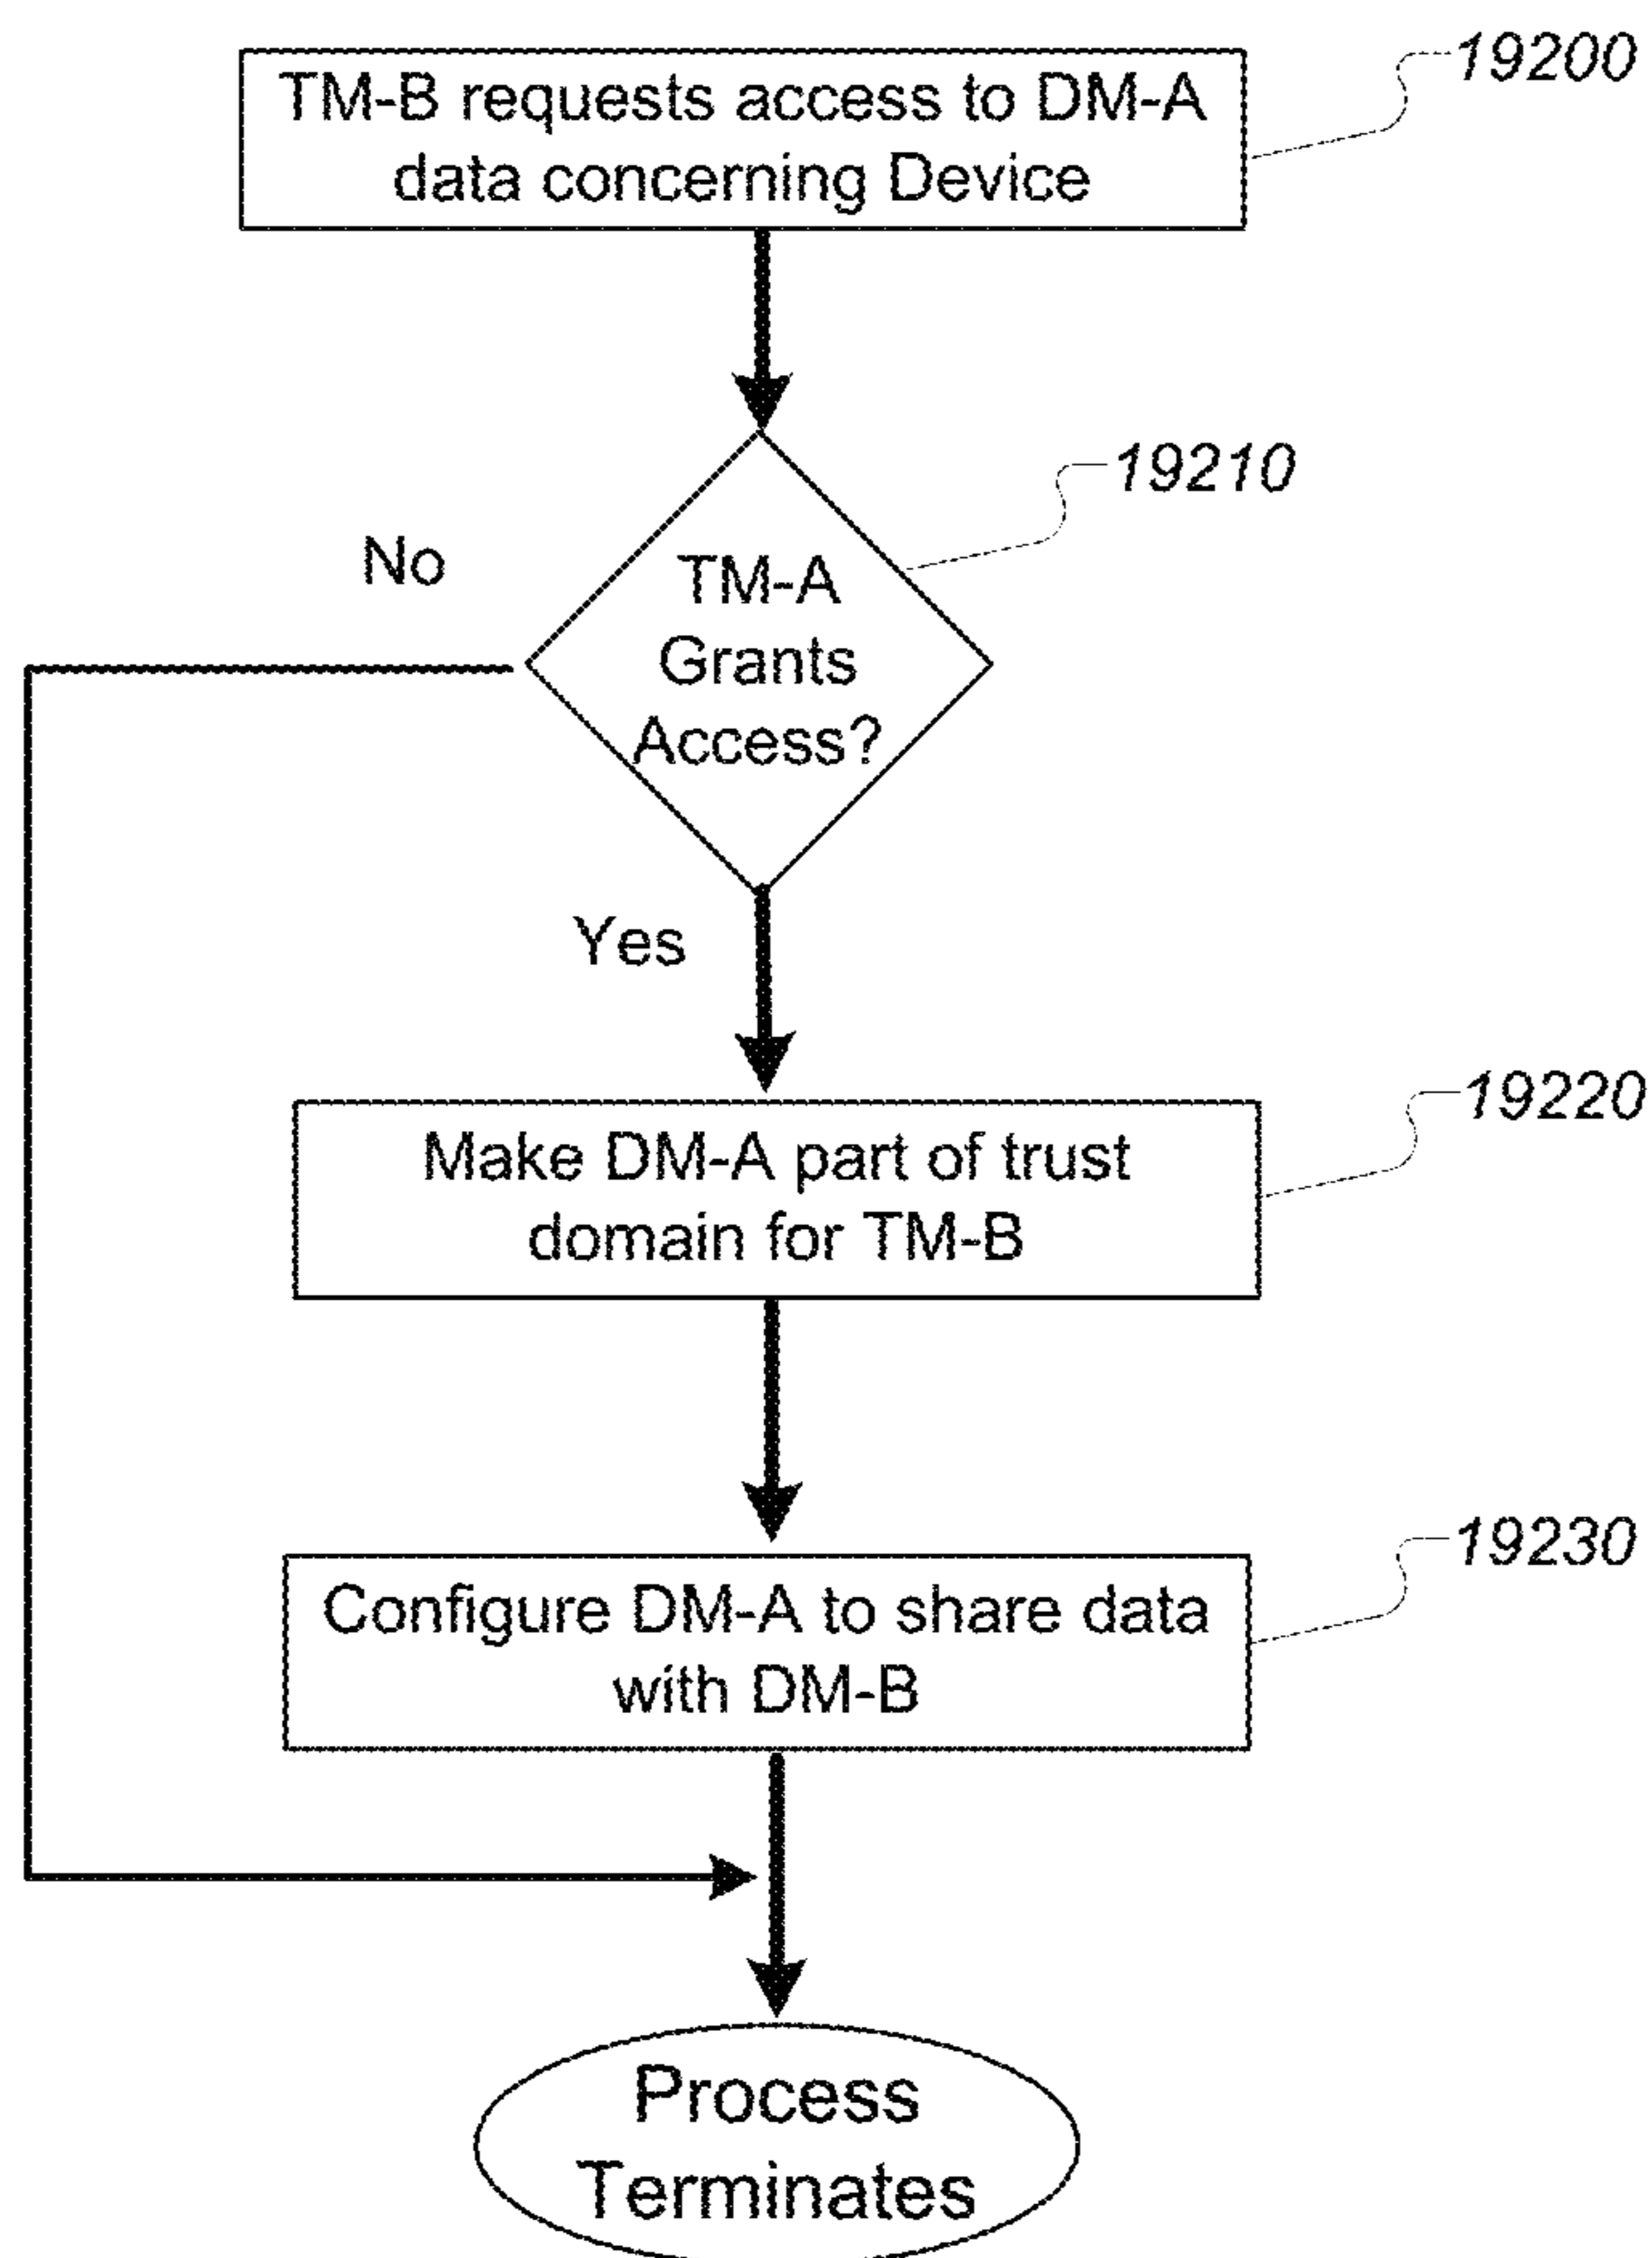 TM-B requests access to DM-A
data concerning Device
19200
19210
No
TM-A
Grants
Access?
Yes
19220
Make DM-A part of trust
domain for TM-B
19230
Configure DM-A to share data
with DM-B
Process
Terminates